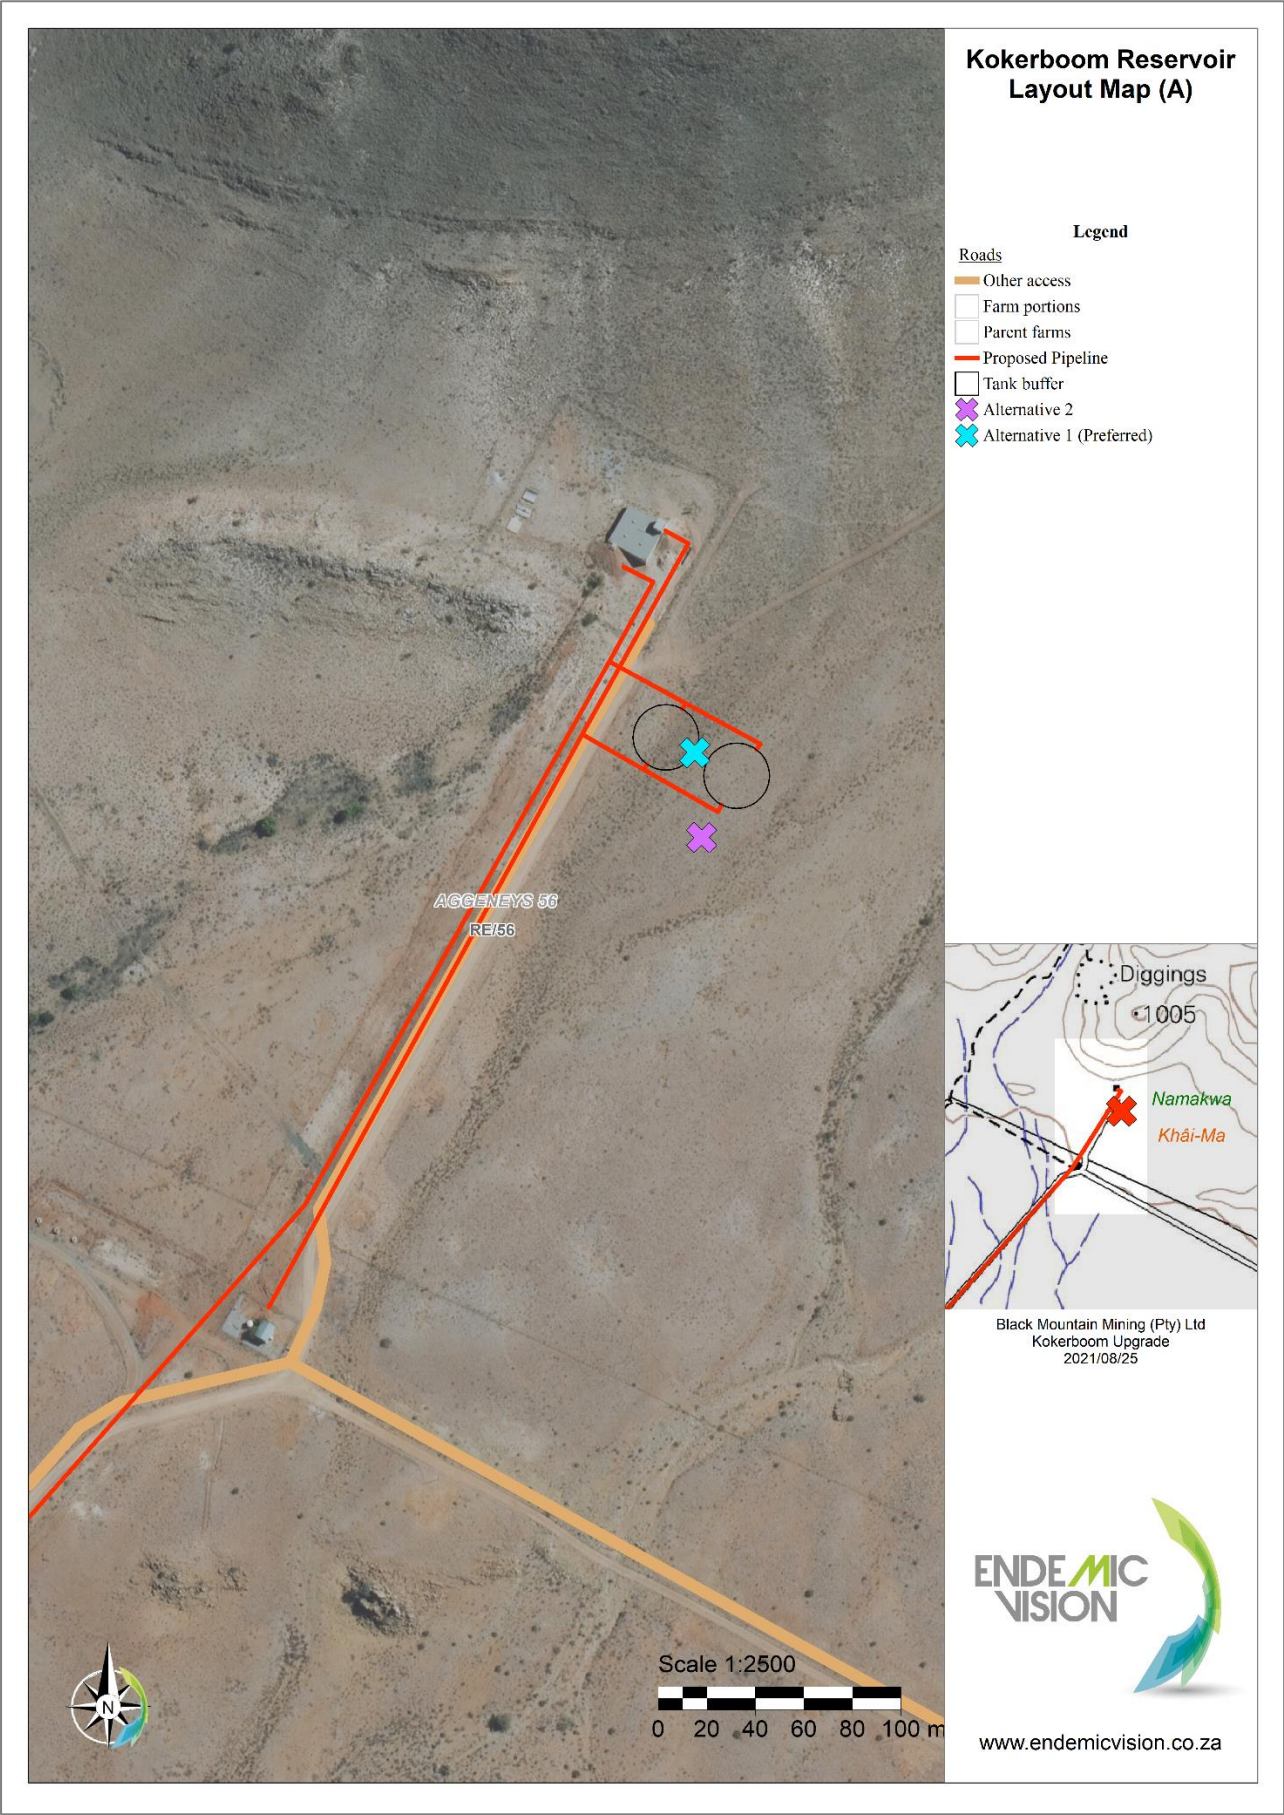 Kokerboom Reservoir
Layout Map (A)
Legend
Roads
Other access
Farm portions
Parent farms
Proposed Pipeline
Tank buffer
Alternative 2
Alternative 1 (Preferred)
AGGENEYS 56
RE/56
Diggings
1005
Namakwa
Khâi-Ma
Black Mountain Mining (Pty) Ltd
Kokerboom Upgrade
2021/08/25
ENDEMIC
VISION
www.endemicvision.co.za
Scale 1:2500
0 20 40 60 80 100 m
N